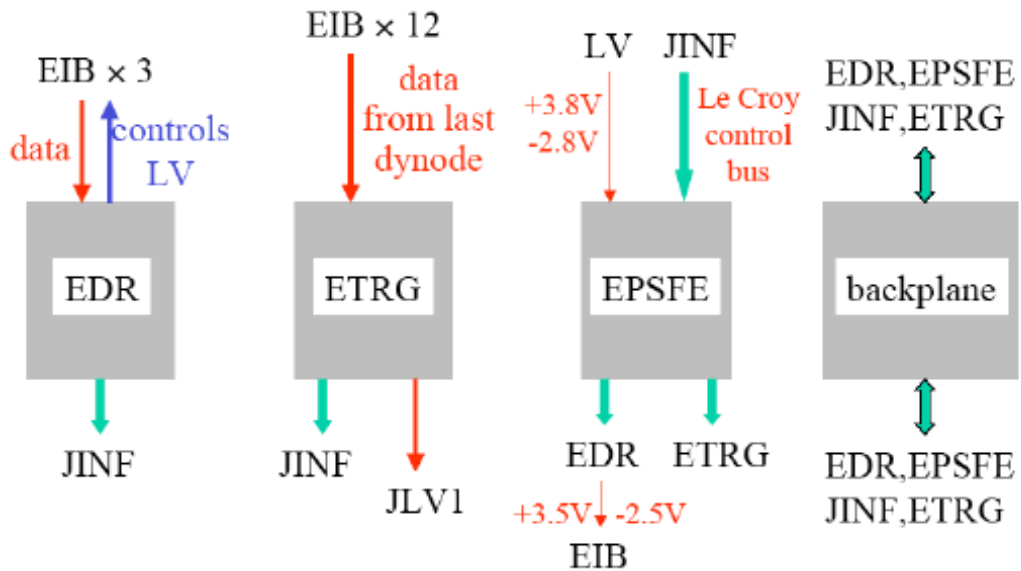 EIB × 3
data
controls
LV
EDR
JINF
EIB × 12
data
from last
dynode
ETRG
JINF
JLV1
LV
JINF
+3.8V
-2.8V
Le Croy
control
bus
EPSFE
EDR
ETRG
+3.5V
-2.5V
EIB
EDR,EPSFE
JINF,ETRG
backplane
EDR,EPSFE
JINF,ETRG